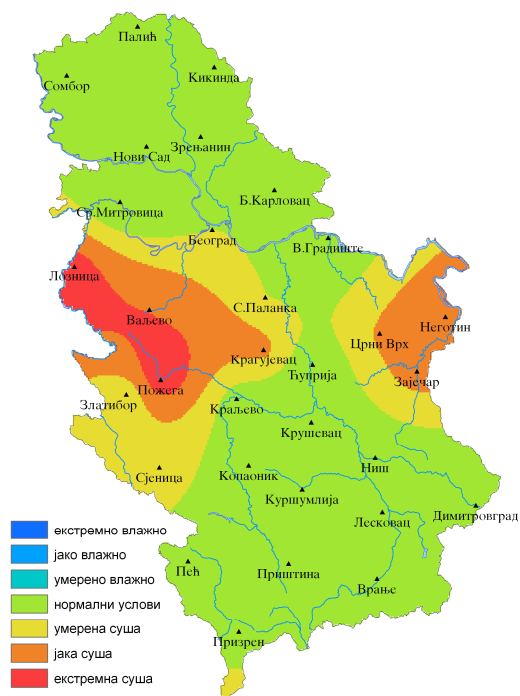 Палић
Сомбор
Кикинда
Зрењанин
Нови Сад
Б.Карловац
Ср.Митровица
Београд
В.Градиште
Лозница
Ваљево
С.Паланка
Неготин
Црни Врх
Крагујевац
Ћуприја
Зајечар
Пожега
Златибор
Краљево
Крушевац
Ниш
Сјеница
Копаоник
Куршумлија
Лесковац
Димитровград
Пећ
Приштина
Врање
Призрен
екстремно влажно
јако влажно
умерено влажно
нормални услови
умерена суша
јака суша
екстремна суша